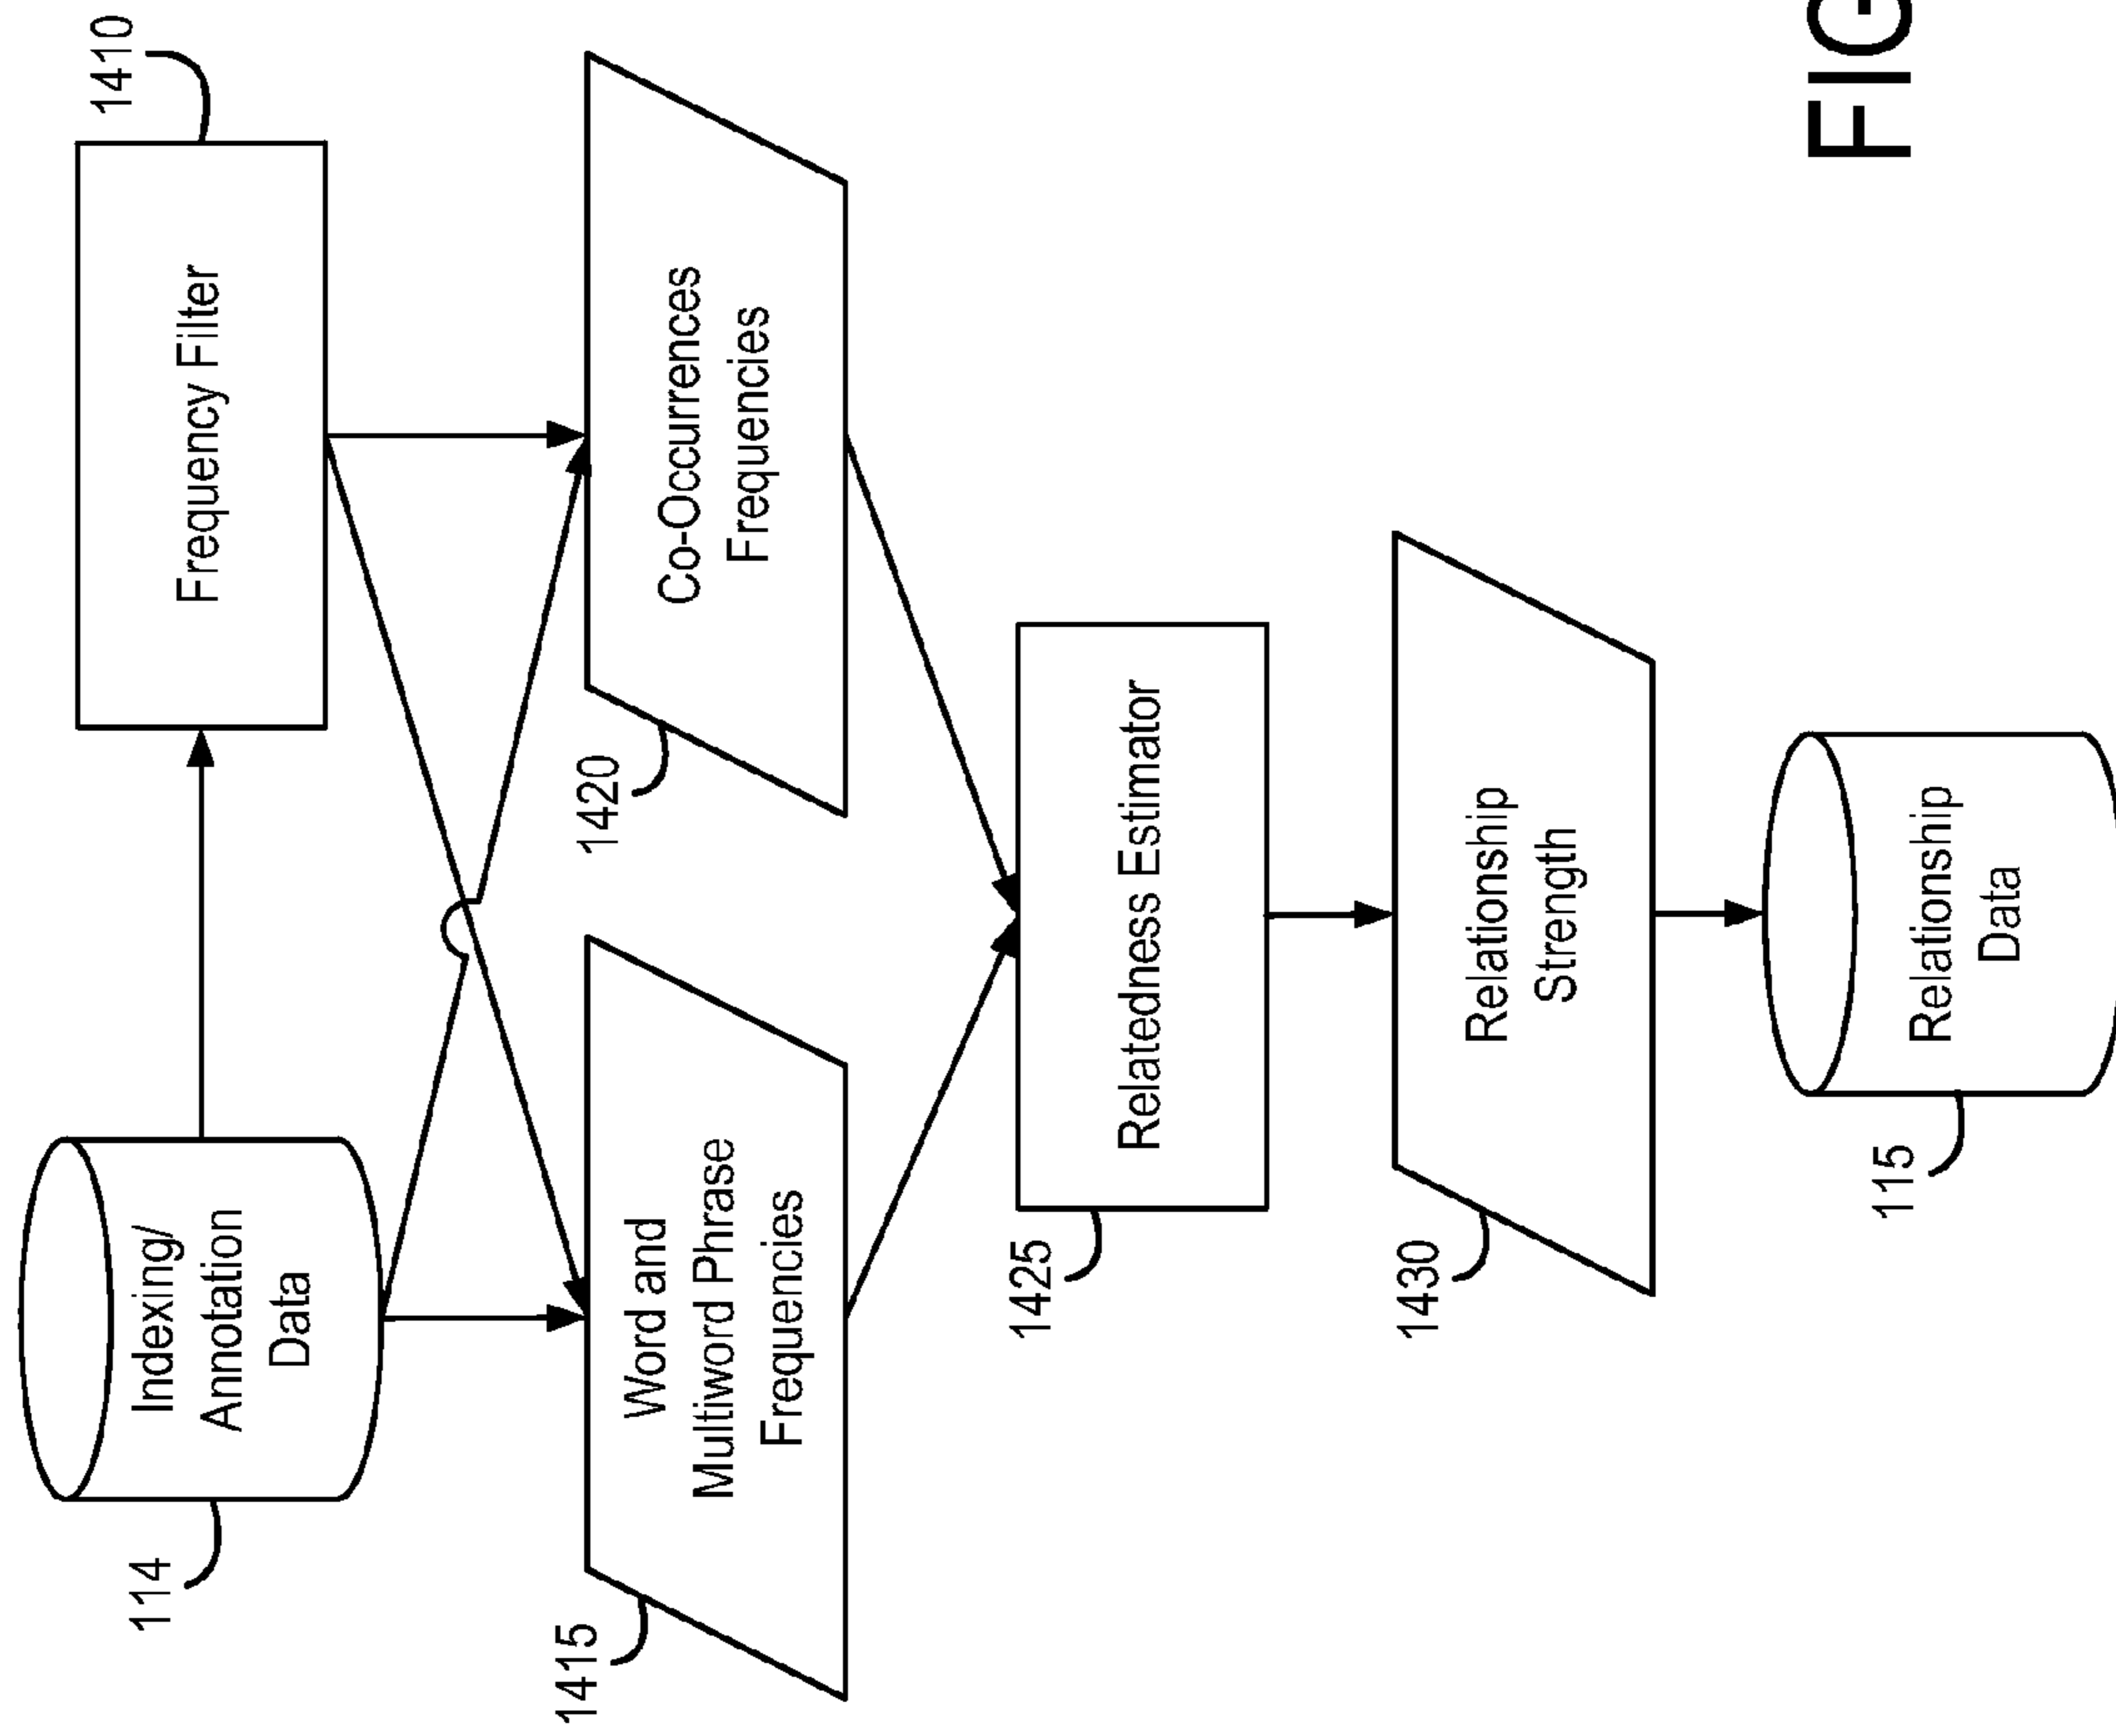 114
Indexing/
Annotation
Data
Frequency Filter
1410
1415
Word and
Multiword Phrase
Frequencies
1420
Co-Occurrences
Frequencies
1425
Relatedness Estimator
1430
Relationship
Strength
115
Relationship
Data